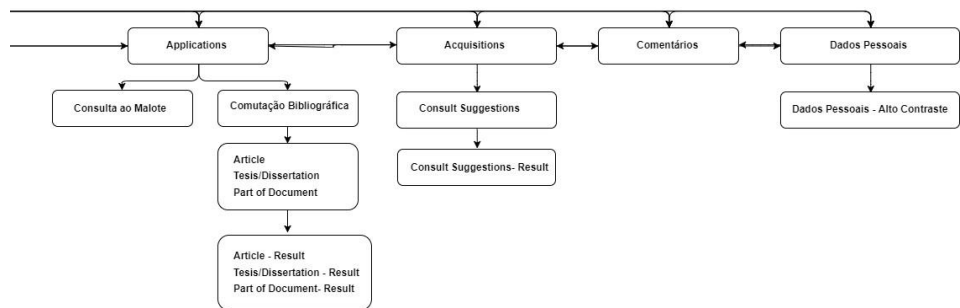 Applications
Acquisitions
Comentários
Dados Pessoais
Consulta ao Malote
Comutação Bibliográfica
Consult Suggestions
Dados Pessoais - Alto Contraste
Article
Tesis/Dissertation
Part of Document
Consult Suggestions- Result
Article - Result
Tesis/Dissertation - Result
Part of Document- Result